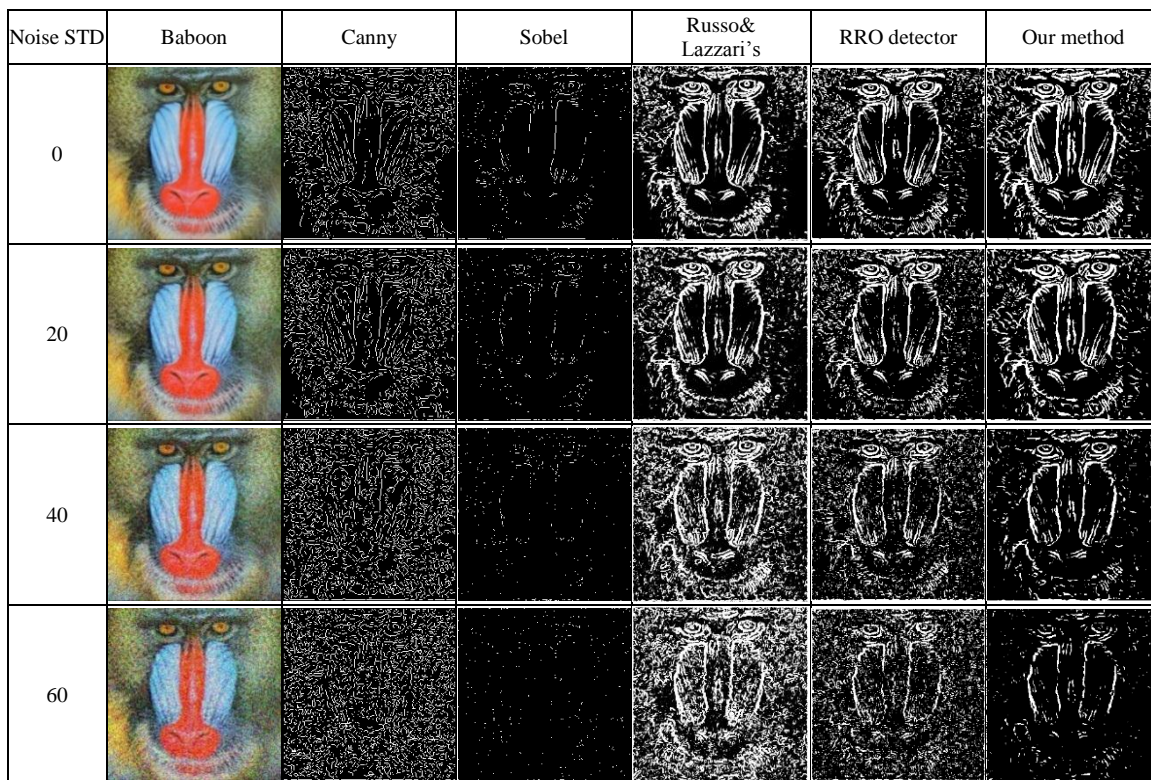 Noise STD
Baboon
Canny
Sobel
Russo&
Lazzari's
RRO detector
Our method
0
20
40
60